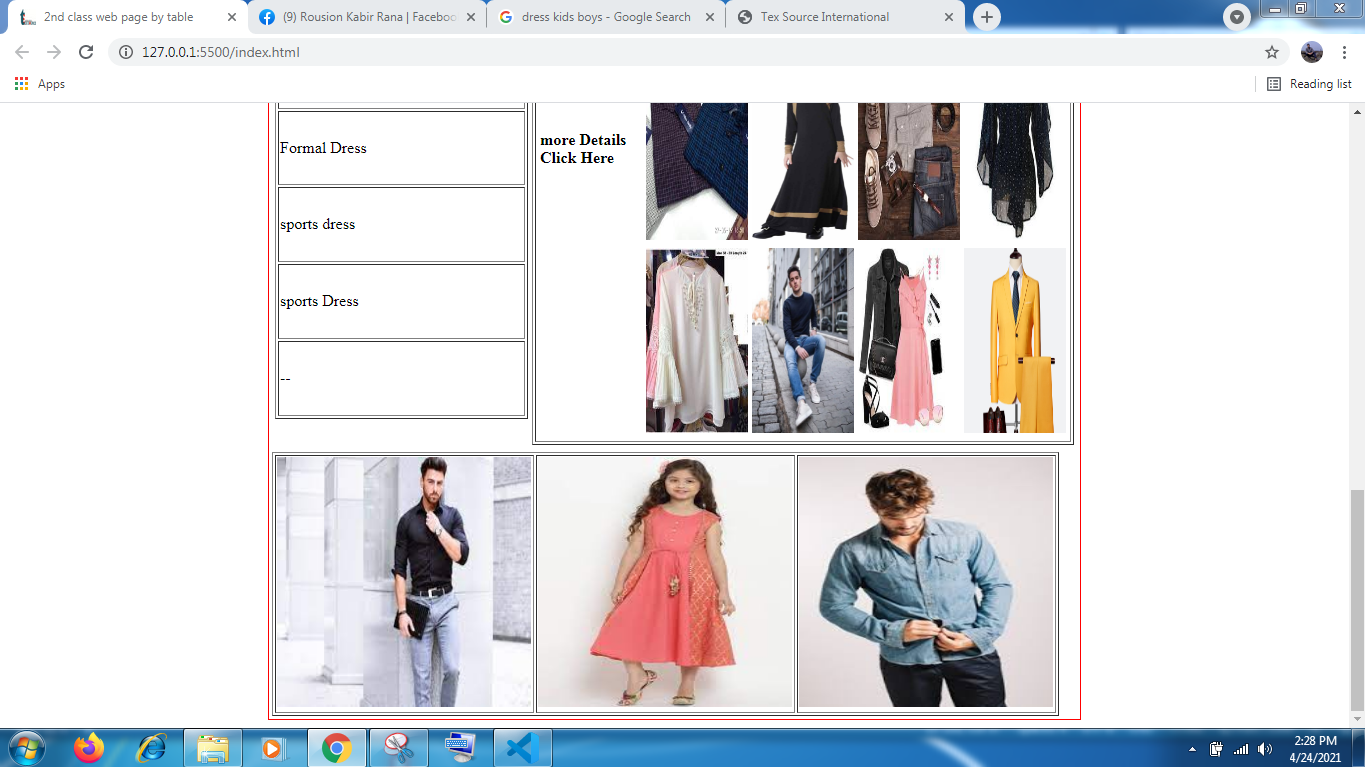 2nd class web page by table
(9) Rousion Kabir Rana | Faceboo
dress kids boys - Google Search
Tex Source International
127.0.0.1:5500/index.html
Apps
Reading list
Formal Dress
sports dress
sports Dress
--
more Details
Click Here
2:28 PM
4/24/2021